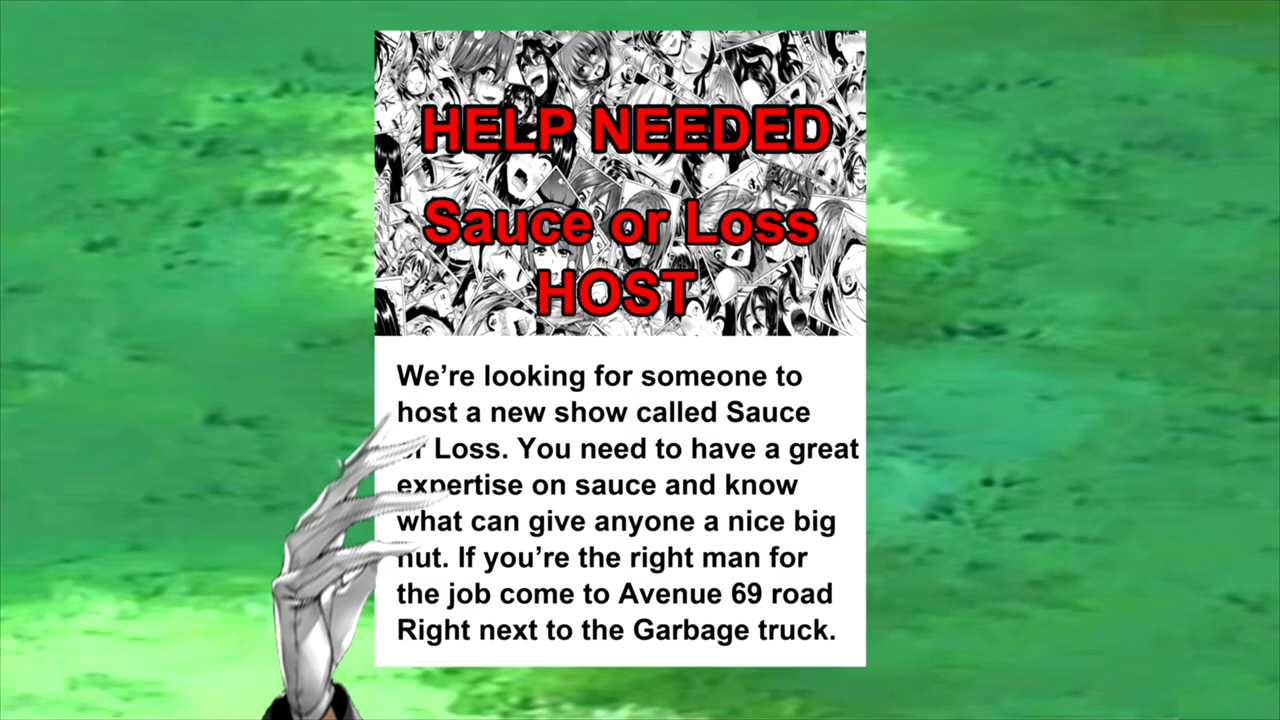 HELP NEEDED
Sauce or Loss
HOST
We’re looking for someone to
host a new show called Sauce
or Loss. You need to have a great
expertise on sauce and know
what can give anyone a nice big
nut. If you’re the right man for
the job come to Avenue 69 road
Right next to the Garbage truck.